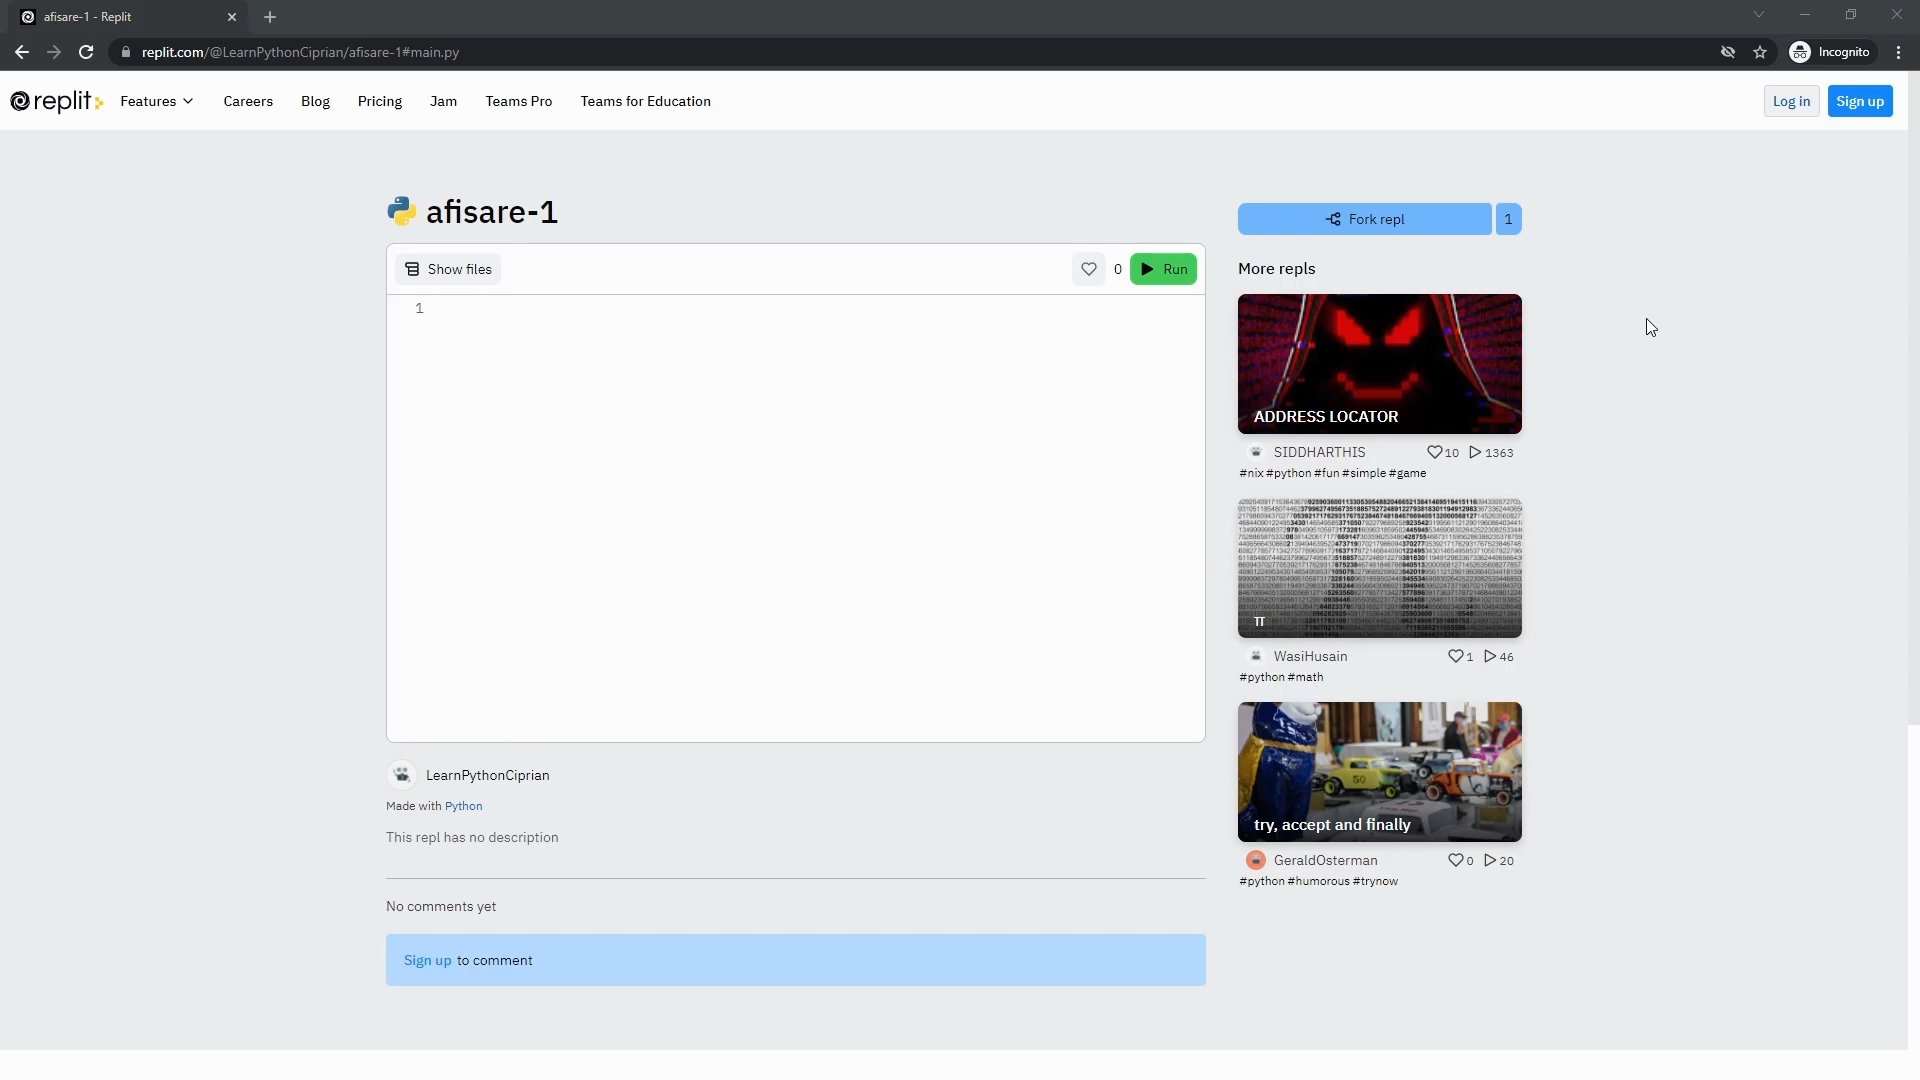 afisare-1 - Replit
replit.com/@LearnPythonCiprian/afisare-1#main.py
Incognito
replit
Features Careers Blog Pricing Jam Teams Pro Teams for Education
Log in Sign up
afisare-1
Fork repl 1
Show files
0 Run
More repls
1
ADDRESS LOCATOR
SIDDHARTHIS 10 1363
#nix #python #fun #simple #game
π
WasiHusain 1 46
#python #math
50
try, accept and finally
GeraldOsterman 0 20
#python #humorous #trynow
LearnPythonCiprian
Made with Python
This repl has no description
No comments yet
Sign up to comment